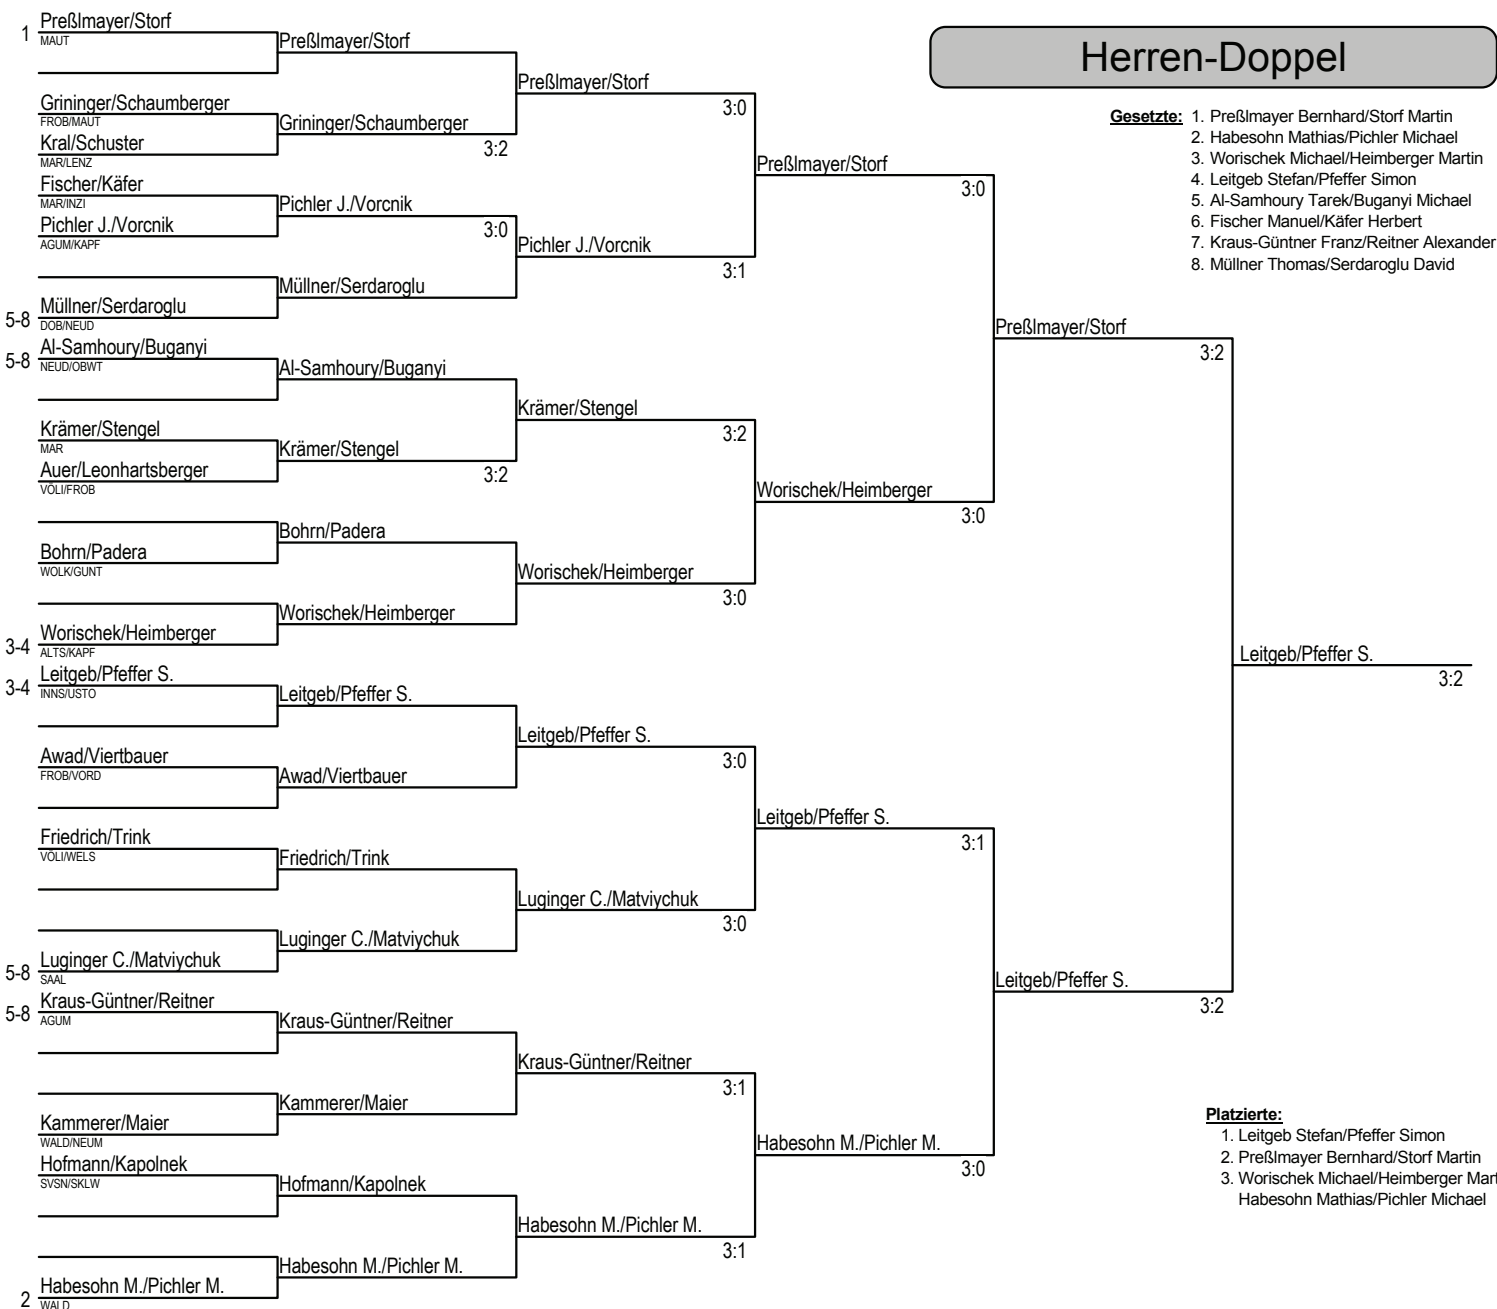 Herren-Doppel
Gesetzte: 1. Preßlmayer Bernhard/Storf Martin
2. Habesohn Mathias/Pichler Michael
3. Worischek Michael/Heimberger Martin
4. Leitgeb Stefan/Pfeffer Simon
5. Al-Samhoury Tarek/Buganyi Michael
6. Fischer Manuel/Käfer Herbert
7. Kraus-Güntner Franz/Reitner Alexander
8. Müllner Thomas/Serdaroglu David
1 Preßlmayer/Storf
MAUT
Grininger/Schaumberger
FROB/MAUT
Kral/Schuster
MAR/LENZ
Fischer/Käfer
MAR/INZI
Pichler J./Vorcnik
AGUM/KAPF
5-8 Müllner/Serdaroglu
DOB/NEUD
5-8 Al-Samhoury/Buganyi
NEUD/OBWT
Krämer/Stengel
MAR
Auer/Leonhartsberger
VÖLI/FROB
Bohrn/Padera
WOLK/GUNT
3-4 Worischek/Heimberger
ALTS/KAPF
3-4 Leitgeb/Pfeffer S.
INNS/USTO
Awad/Viertbauer
FROB/VORD
Friedrich/Trink
VÖLI/WELS
5-8 Luginger C./Matviychuk
SAAL
5-8 Kraus-Güntner/Reitner
AGUM
Kammerer/Maier
WALD/NEUM
Hofmann/Kapolnek
SVSN/SKLW
2 Habesohn M./Pichler M.
WALD
Preßlmayer/Storf
Grininger/Schaumberger
3:2
Pichler J./Vorcnik
3:0
Müllner/Serdaroglu
Al-Samhoury/Buganyi
Krämer/Stengel
3:2
Bohrn/Padera
Worischek/Heimberger
Leitgeb/Pfeffer S.
Awad/Viertbauer
Friedrich/Trink
Luginger C./Matviychuk
Kraus-Güntner/Reitner
Kammerer/Maier
Hofmann/Kapolnek
Habesohn M./Pichler M.
Preßlmayer/Storf
3:0
Pichler J./Vorcnik
3:1
Krämer/Stengel
3:2
Worischek/Heimberger
3:0
Leitgeb/Pfeffer S.
3:0
Luginger C./Matviychuk
3:0
Kraus-Güntner/Reitner
3:1
Habesohn M./Pichler M.
3:1
Preßlmayer/Storf
3:0
Worischek/Heimberger
3:0
Leitgeb/Pfeffer S.
3:1
Habesohn M./Pichler M.
3:0
Preßlmayer/Storf
3:2
Leitgeb/Pfeffer S.
3:2
Leitgeb/Pfeffer S.
3:2
Platzierte:
1. Leitgeb Stefan/Pfeffer Simon
2. Preßlmayer Bernhard/Storf Martin
3. Worischek Michael/Heimberger Mart
Habesohn Mathias/Pichler Michael